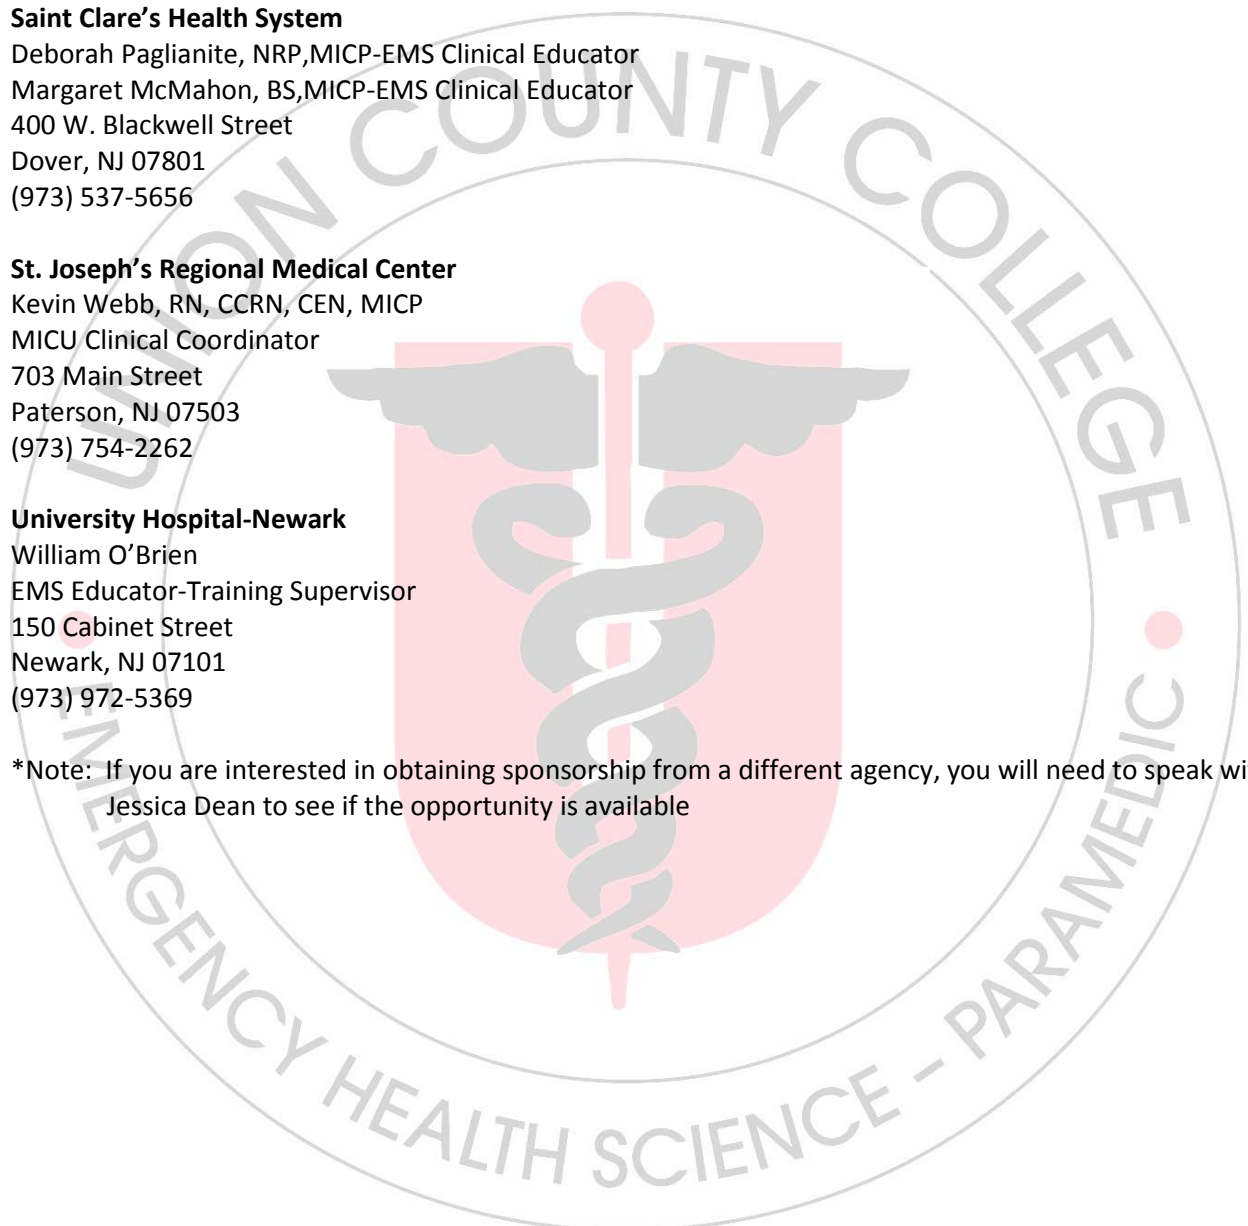 Saint Clare's Health System
Deborah Paglianite, NRP,MICP-EMS Clinical Educator
Margaret McMahon, BS,MICP-EMS Clinical Educator
400 W. Blackwell Street
Dover, NJ 07801
(973) 537-5656
St. Joseph's Regional Medical Center
Kevin Webb, RN, CCRN, CEN, MICP
MICU Clinical Coordinator
703 Main Street
Paterson, NJ 07503
(973) 754-2262
University Hospital-Newark
William O'Brien
EMS Educator-Training Supervisor
150 Cabinet Street
Newark, NJ 07101
(973) 972-5369
*Note: If you are interested in obtaining sponsorship from a different agency, you will need to speak wi
Jessica Dean to see if the opportunity is available
UNION COUNTY COLLEGE
EMERGENCY HEALTH SCIENCE - PARAMEDIC